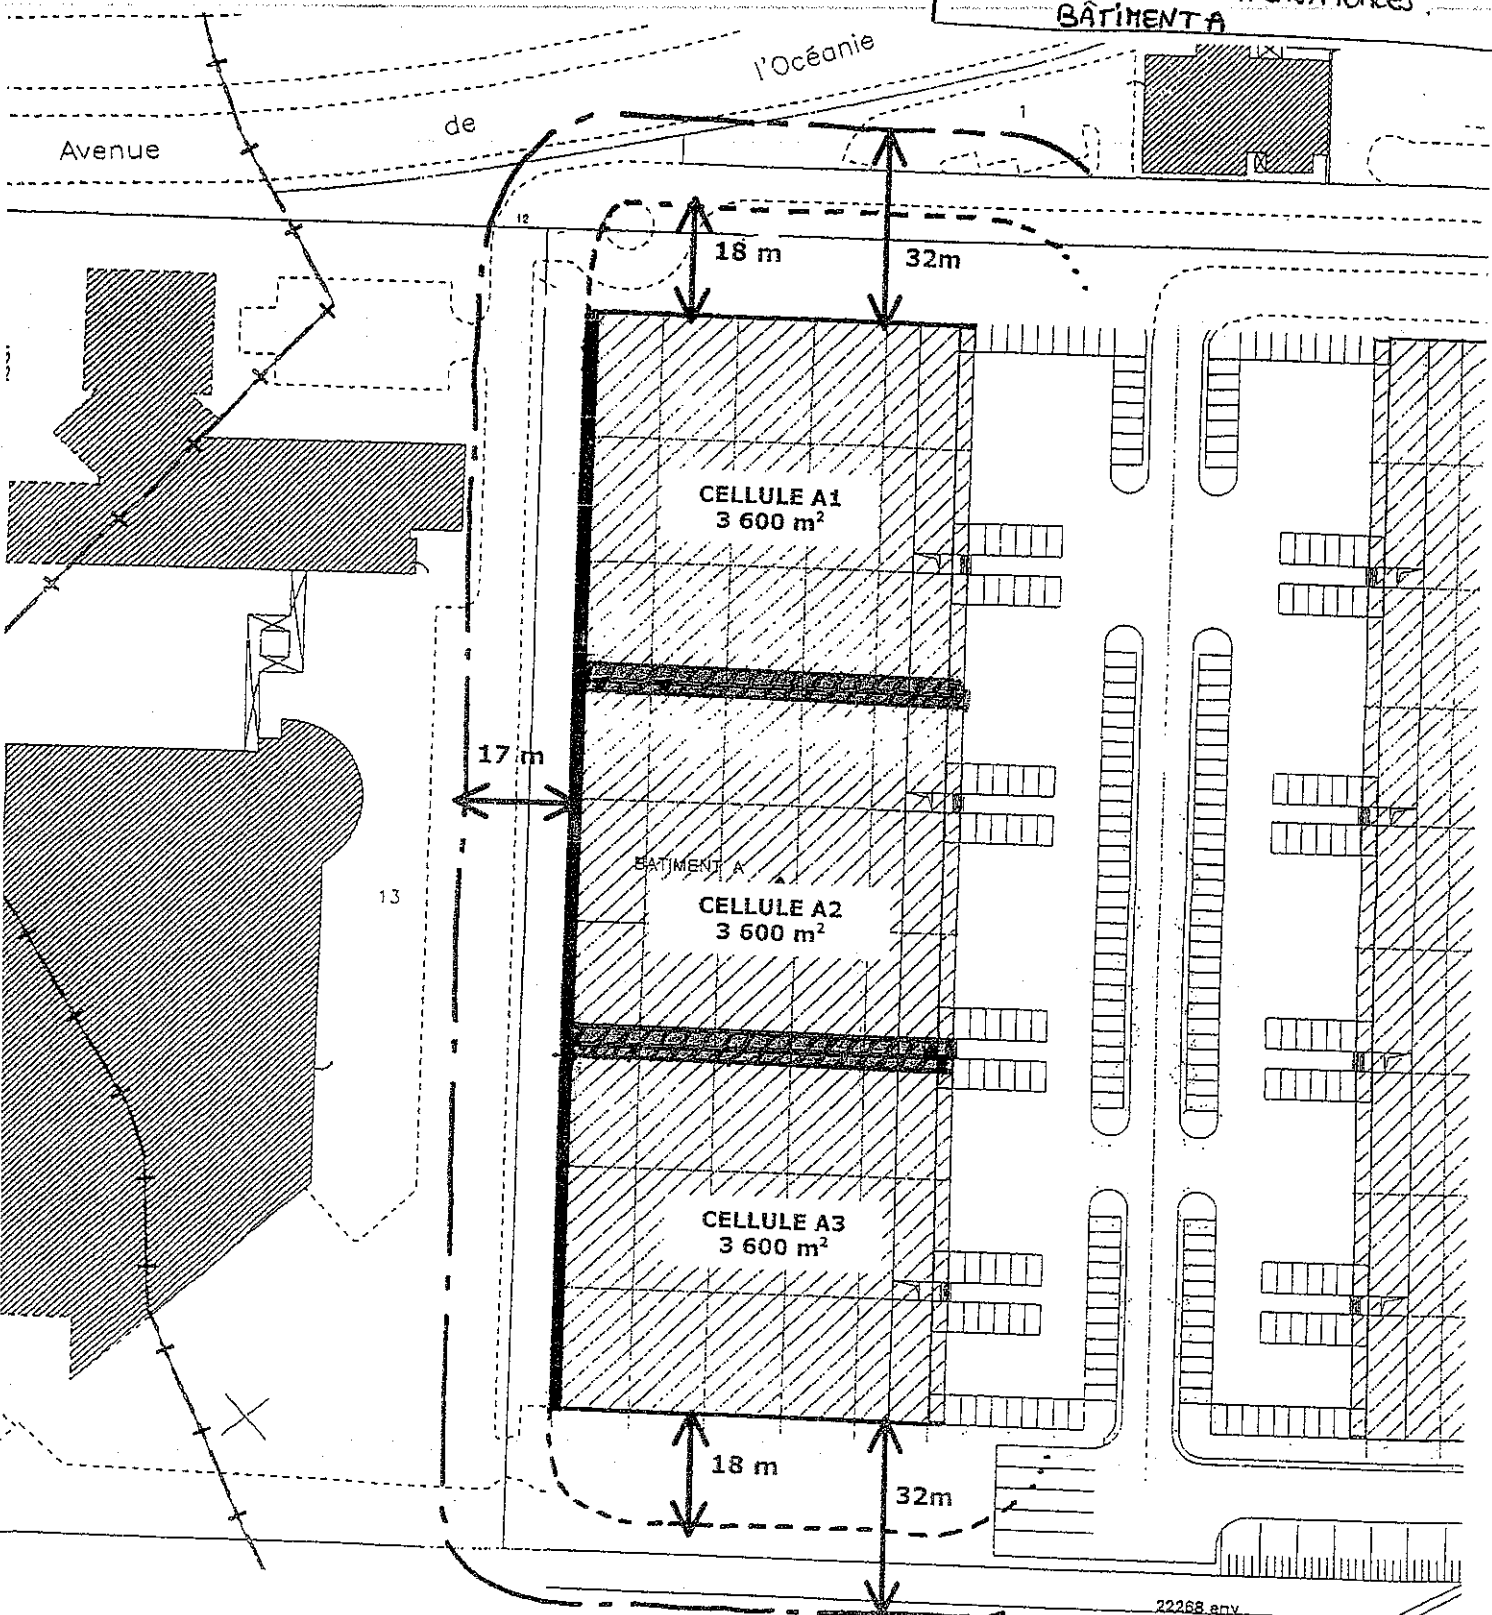 BÂTIMENT A
l'Océanie
de
Avenue
1
12
18 m
32m
CELLULE A1
3 600 m²
17 m
BATIMENT A
13
CELLULE A2
3 600 m²
CELLULE A3
3 600 m²
18 m
32m
22268 env